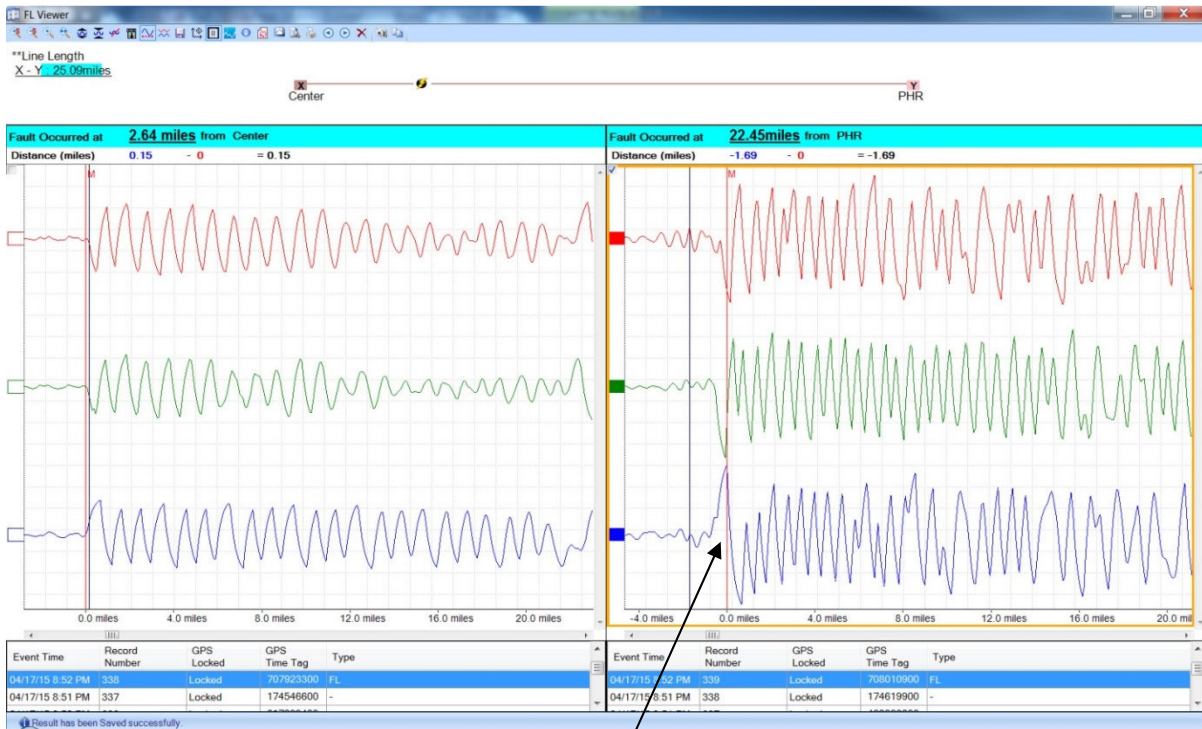 FL Viewer
**Line Length
X - Y : 25.09miles
X
Y
Center
PHR
Fault Occurred at 2.64 miles from Center
Distance (miles) 0.15 - 0 = 0.15
M
0.0 miles 4.0 miles 8.0 miles 12.0 miles 16.0 miles 20.0 miles
Event Time Record Number GPS Locked GPS Time Tag Type
04/17/15 8:52 PM 338 Locked 707923300 FL
04/17/15 8:51 PM 337 Locked 174546600 -
Fault Occurred at 22.45miles from PHR
Distance (miles) -1.69 - 0 = -1.69
M
-4.0 miles 0.0 miles 4.0 miles 8.0 miles 12.0 miles 16.0 miles 20.0 mil
Event Time Record Number GPS Locked GPS Time Tag Type
04/17/15 8:52 PM 339 Locked 708010900 FL
04/17/15 8:51 PM 338 Locked 174619900 -
Result has been Saved successfully.